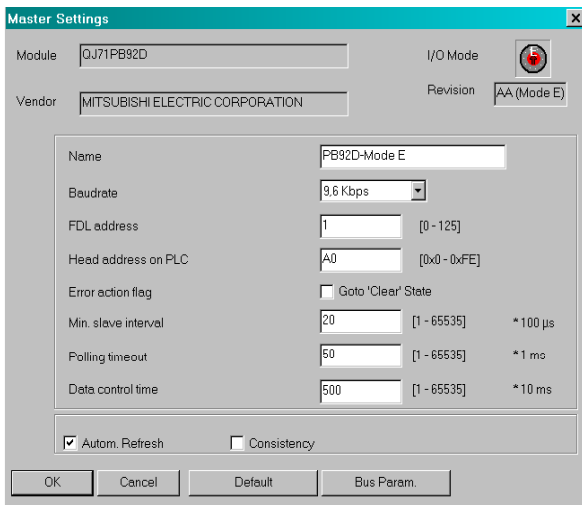 Master Settings
Module QJ71PB92D I/O Mode E
Vendor MITSUBISHI ELECTRIC CORPORATION Revision AA (Mode E)
Name PB92D-Mode E
Baudrate 9,6 Kbps
FDL address 1 [0 - 125]
Head address on PLC A0 [0x0 - 0xFE]
Error action flag Goto 'Clear' State
Min. slave interval 20 [1 - 65535] * 100 µs
Polling timeout 50 [1 - 65535] * 1 ms
Data control time 500 [1 - 65535] * 10 ms
Autom. Refresh Consistency
OK Cancel Default Bus Param.